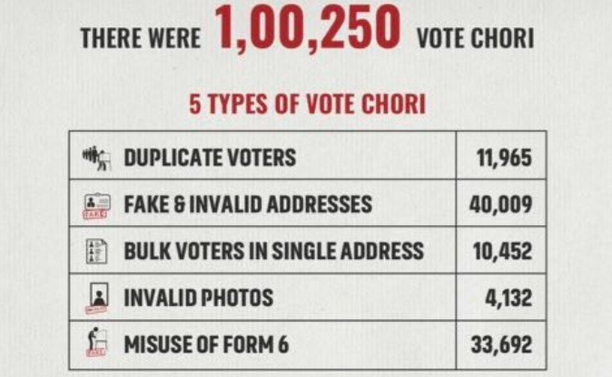 THERE WERE 1,00,250 VOTE CHORI
5 TYPES OF VOTE CHORI
DUPLICATE VOTERS 11,965
FAKE & INVALID ADDRESSES 40,009
BULK VOTERS IN SINGLE ADDRESS 10,452
INVALID PHOTOS 4,132
MISUSE OF FORM 6 33,692
FAKE
FAKE